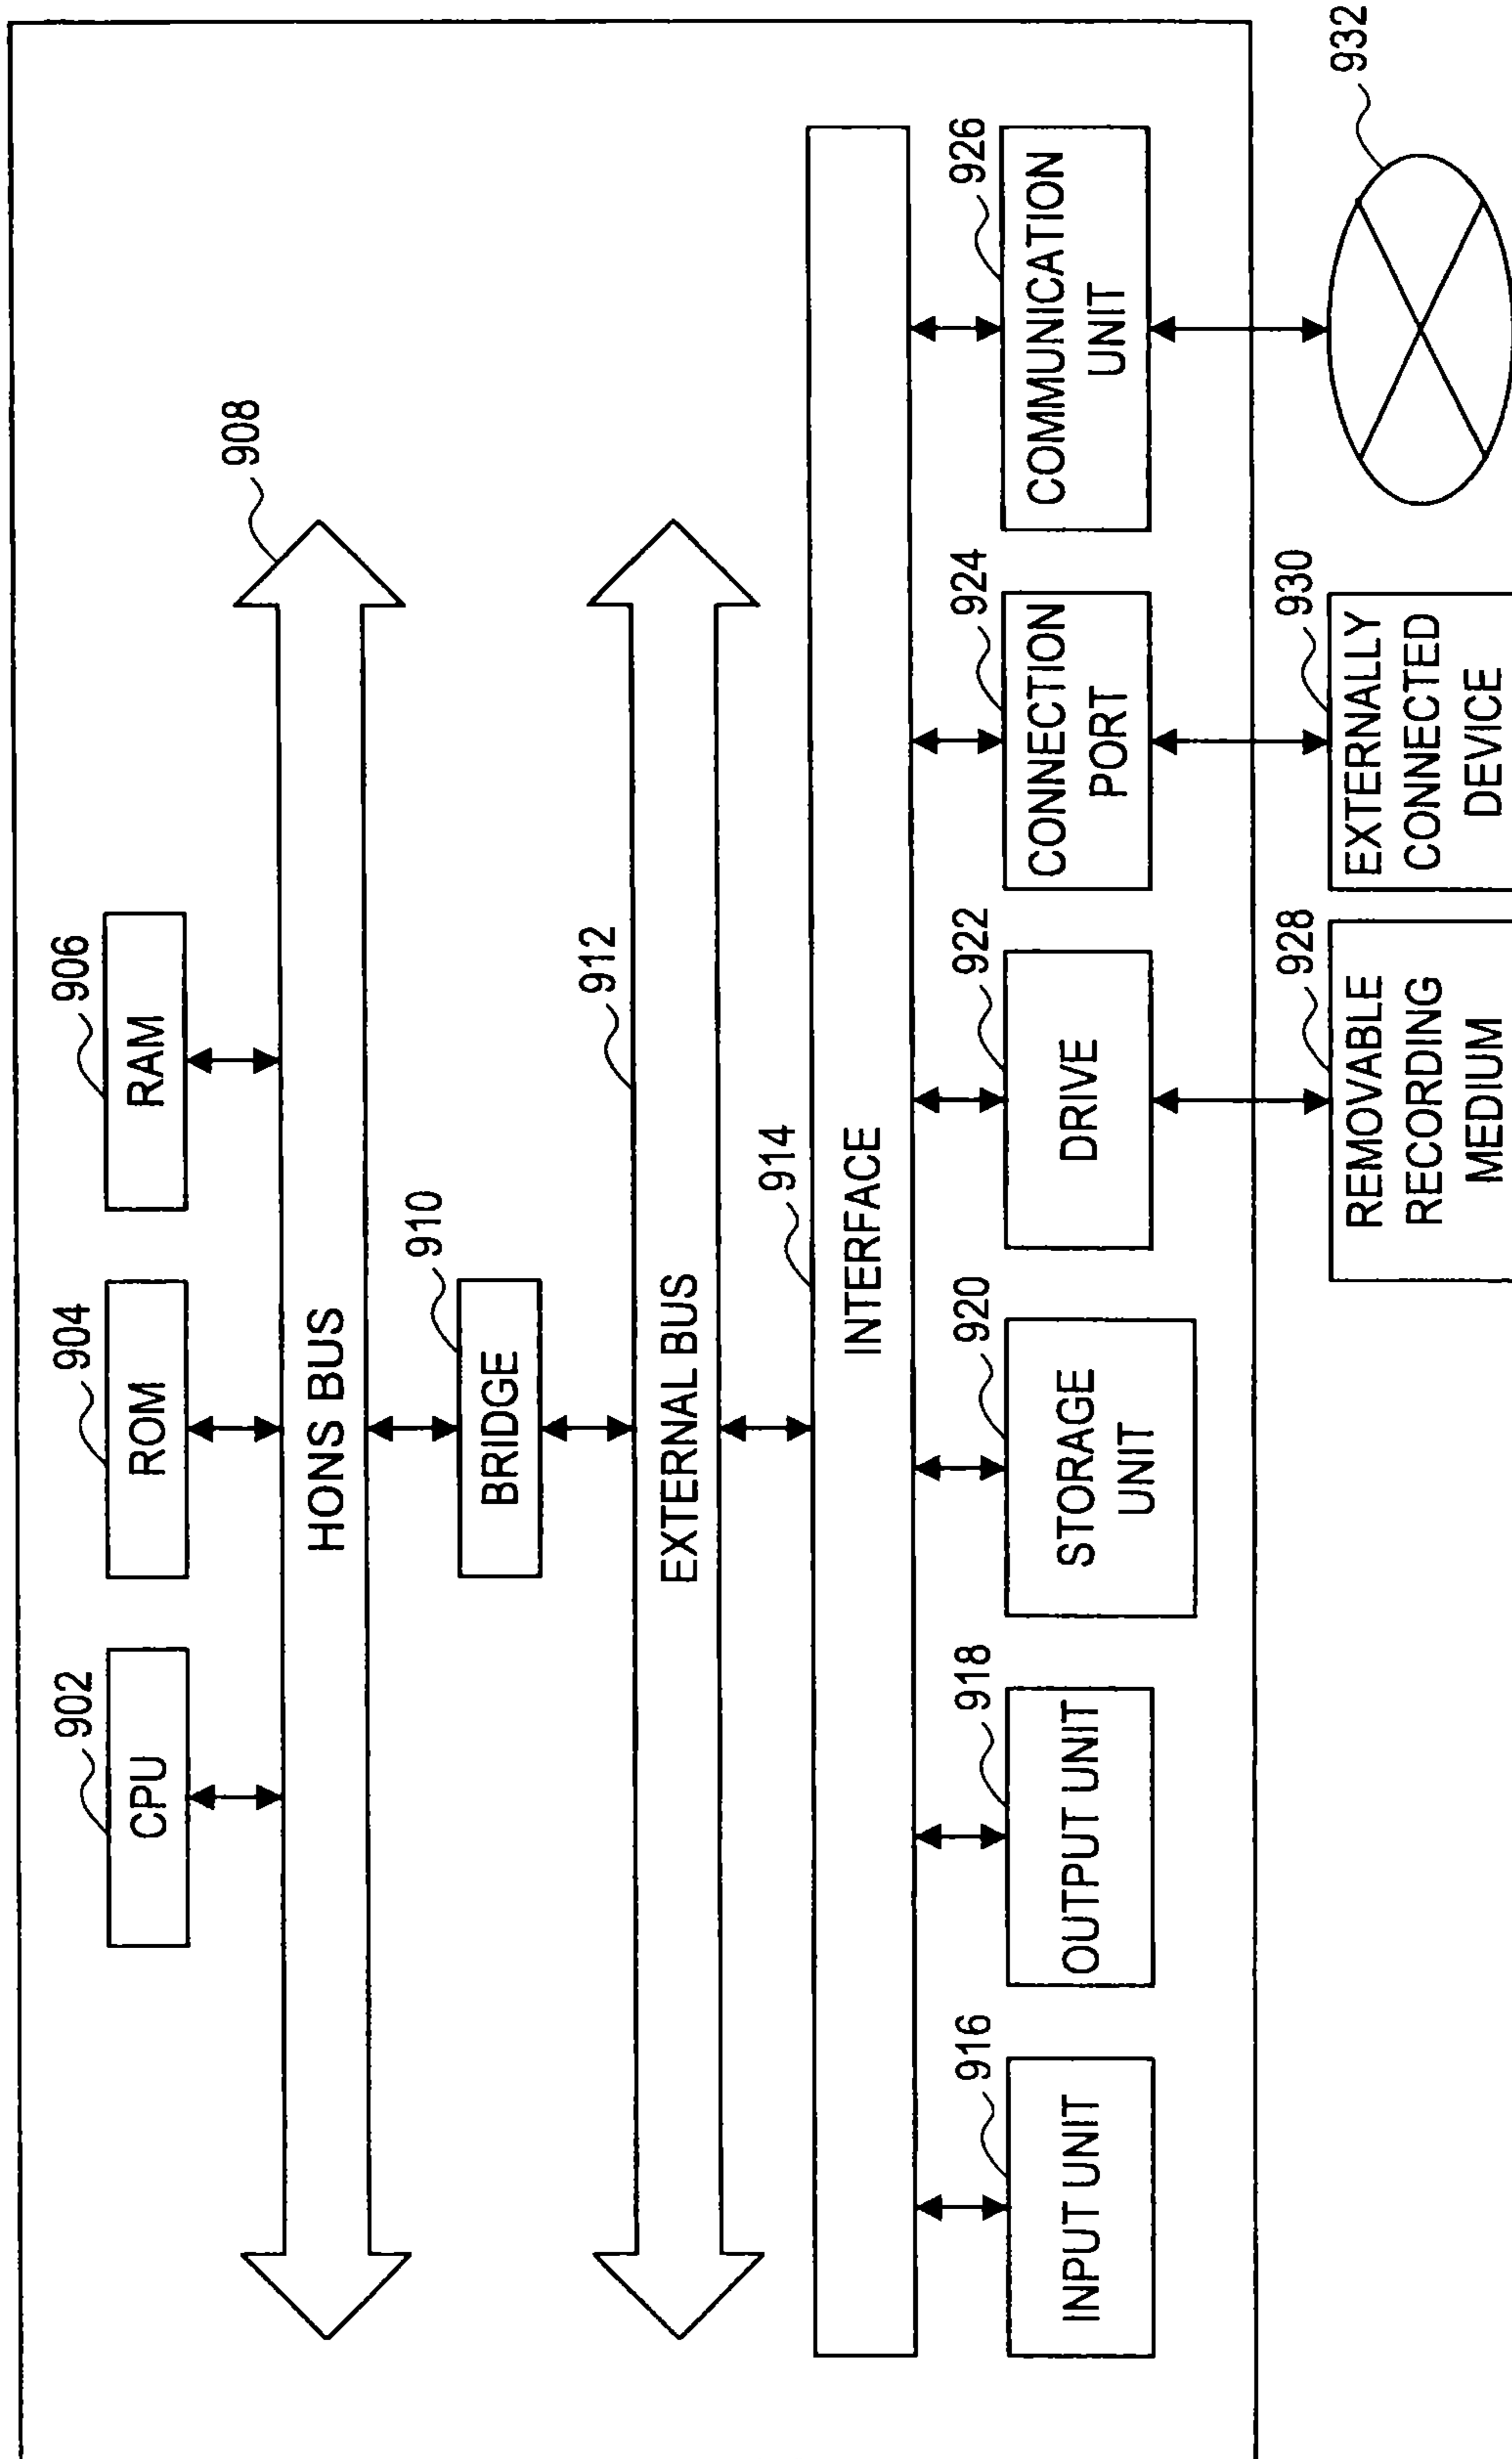 902
904
906
CPU
ROM
RAM
908
HONS BUS
910
BRIDGE
912
EXTERNAL BUS
914
INTERFACE
916
918
920
922
924
926
INPUT UNIT
OUTPUT UNIT
STORAGE
UNIT
DRIVE
CONNECTION
PORT
COMMUNICATION
UNIT
928
930
932
REMOVABLE
RECORDING
MEDIUM
EXTERNALLY
CONNECTED
DEVICE